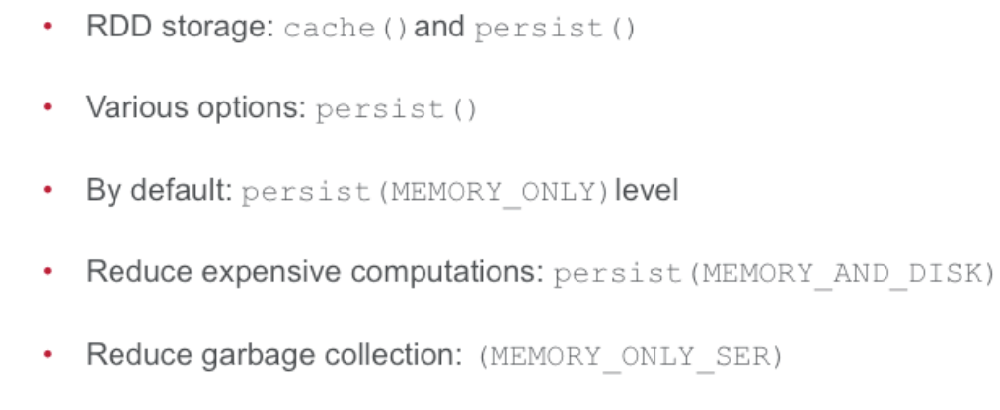 • RDD storage: cache() and persist()
• Various options: persist()
• By default: persist(MEMORY_ONLY) level
• Reduce expensive computations: persist(MEMORY_AND_DISK)
• Reduce garbage collection: (MEMORY_ONLY_SER)